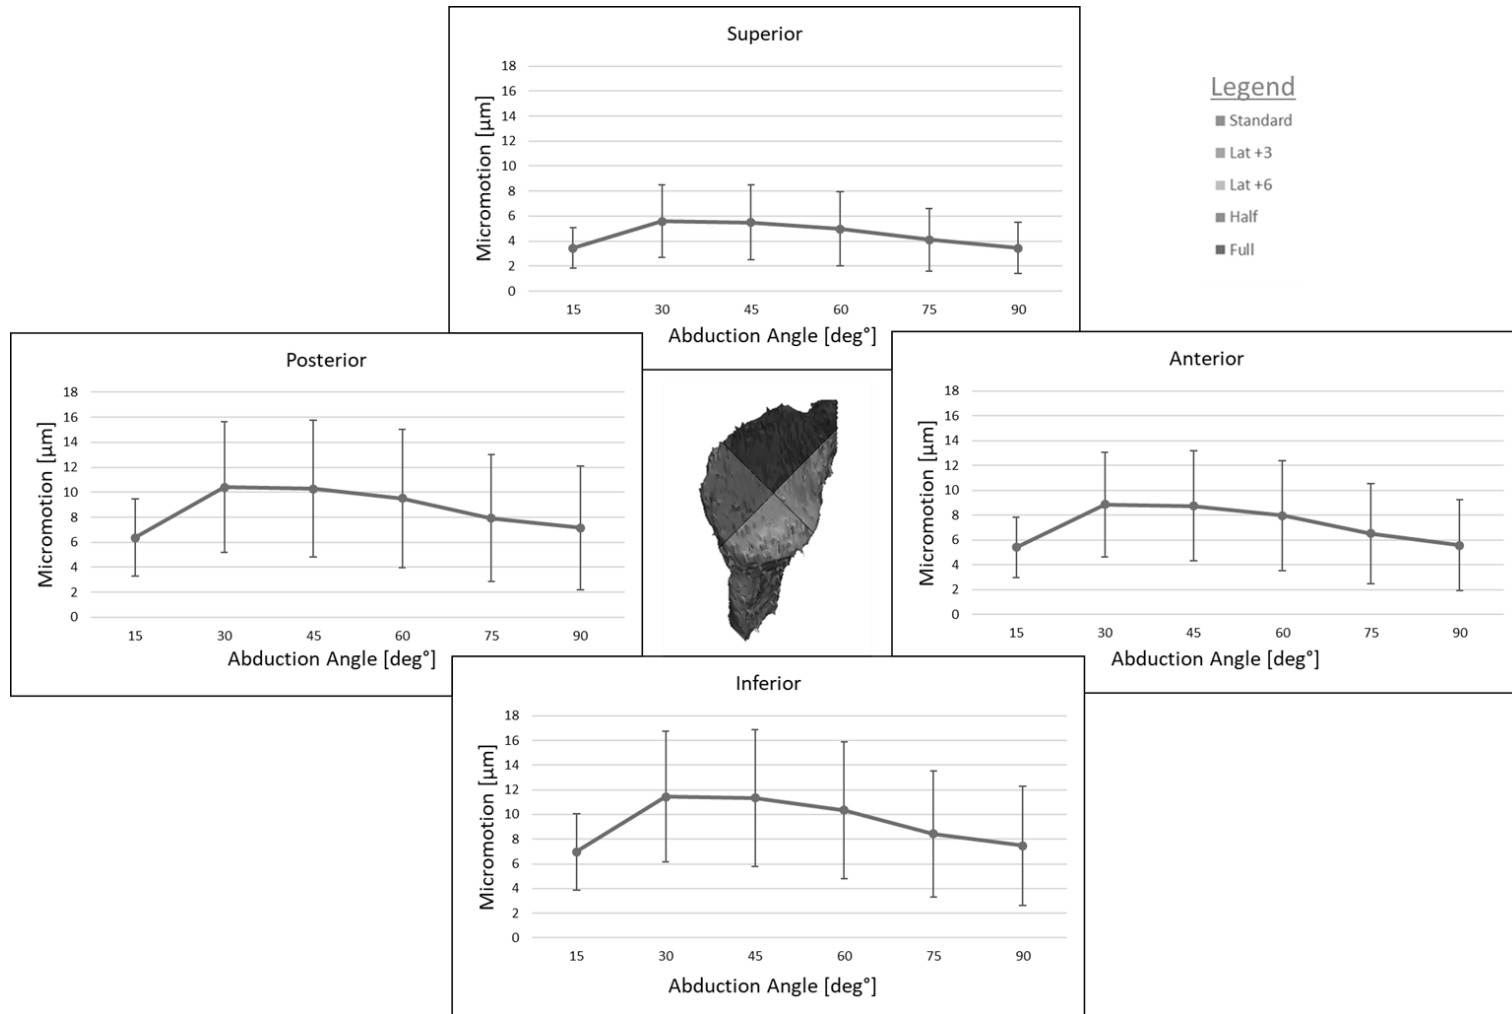 Superior
Micromotion [µm]
18
16
14
12
10
8
6
4
2
0
15 30 45 60 75 90
Abduction Angle [deg°]
Legend
Standard
Lat +3
Lat +6
Half
Full
Posterior
Micromotion [µm]
18
16
14
12
10
8
6
4
2
0
15 30 45 60 75 90
Abduction Angle [deg°]
Anterior
Micromotion [µm]
18
16
14
12
10
8
6
4
2
0
15 30 45 60 75 90
Abduction Angle [deg°]
Inferior
Micromotion [µm]
18
16
14
12
10
8
6
4
2
0
15 30 45 60 75 90
Abduction Angle [deg°]